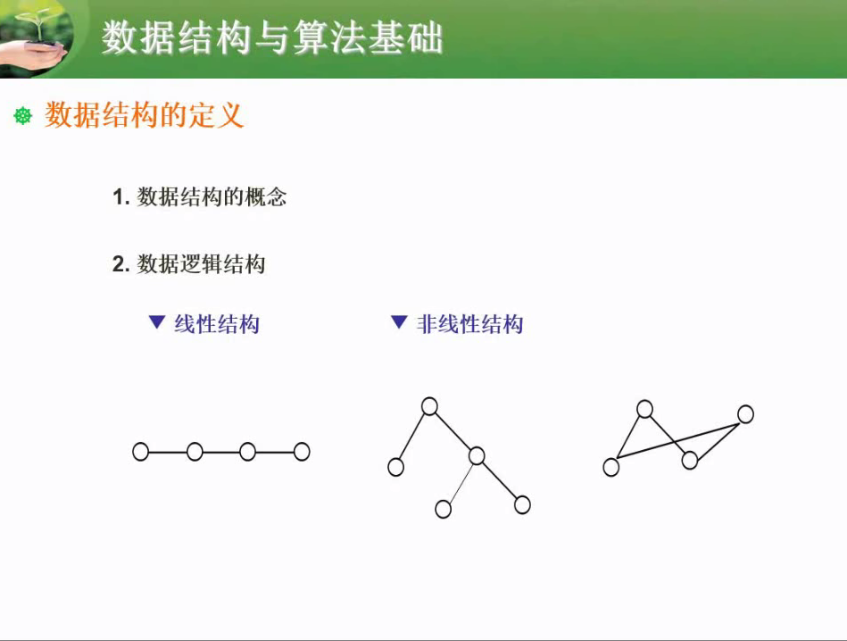 数据结构与算法基础
数据结构的定义
1. 数据结构的概念
2. 数据逻辑结构
▼ 线性结构
▼ 非线性结构